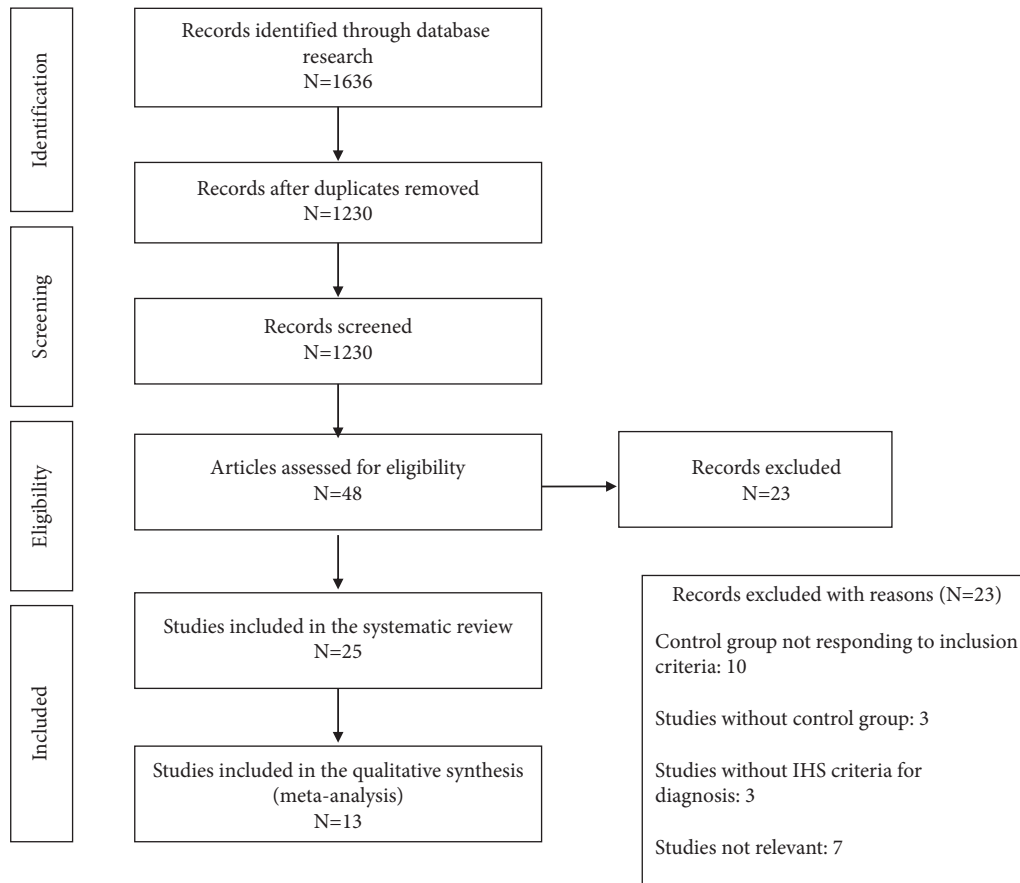 Identification
Records identified through database
research
N=1636
Records after duplicates removed
N=1230
Screening
Records screened
N=1230
Eligibility
Articles assessed for eligibility
N=48
Records excluded
N=23
Included
Studies included in the systematic review
N=25
Studies included in the qualitative synthesis
(meta-analysis)
N=13
Records excluded with reasons (N=23)
Control group not responding to inclusion
criteria: 10
Studies without control group: 3
Studies without IHS criteria for
diagnosis: 3
Studies not relevant: 7